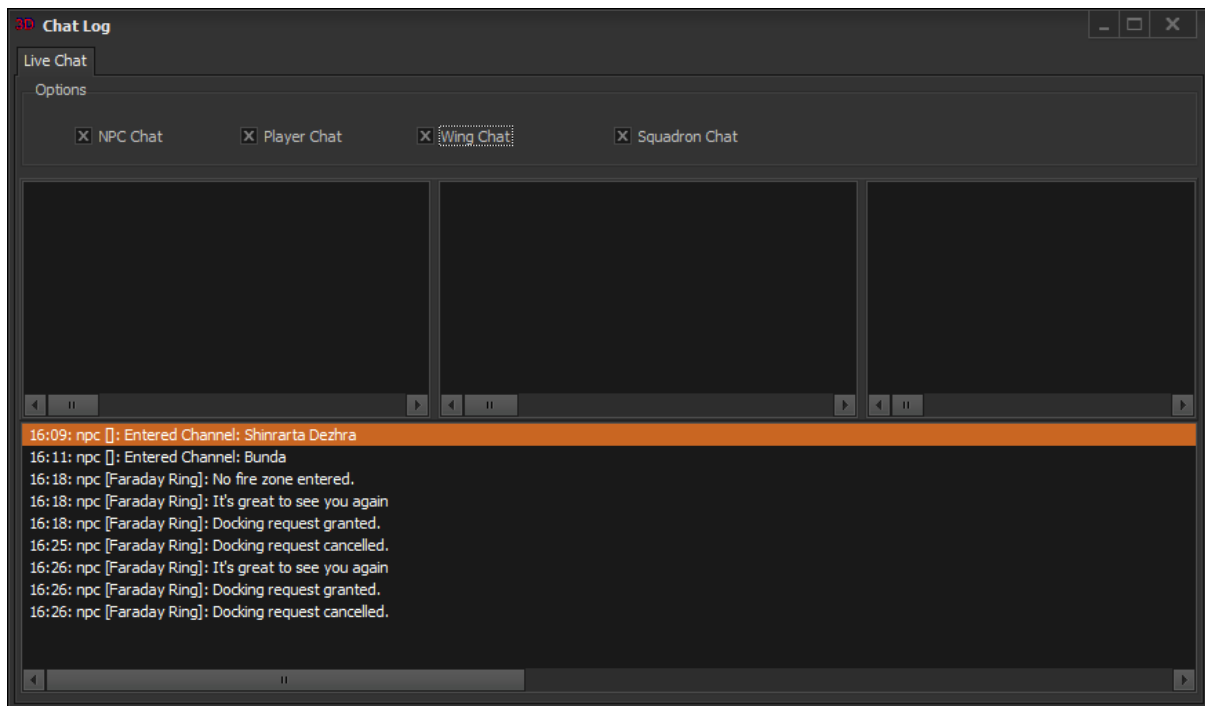 3D Chat Log
Live Chat
Options
NPC Chat Player Chat Wing Chat Squadron Chat
16:09: npc []: Entered Channel: Shinrarta Dezhra
16:11: npc []: Entered Channel: Bunda
16:18: npc [Faraday Ring]: No fire zone entered.
16:18: npc [Faraday Ring]: It's great to see you again
16:18: npc [Faraday Ring]: Docking request granted.
16:25: npc [Faraday Ring]: Docking request cancelled.
16:26: npc [Faraday Ring]: It's great to see you again
16:26: npc [Faraday Ring]: Docking request granted.
16:26: npc [Faraday Ring]: Docking request cancelled.